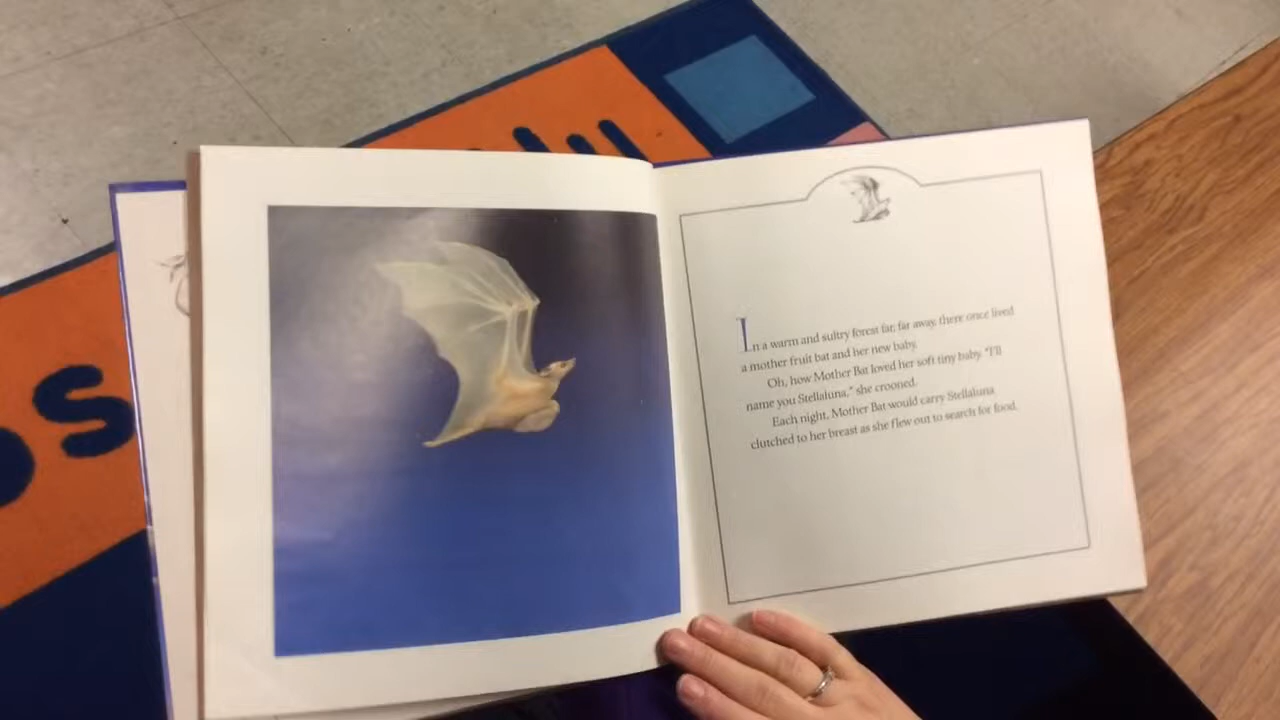 In a warm and sultry forest far, far away, there once lived
a mother fruit bat and her new baby.
Oh, how Mother Bat loved her soft tiny baby. "I'll
name you Stellaluna," she crooned.
Each night, Mother Bat would carry Stellaluna
clutched to her breast as she flew out to search for food.